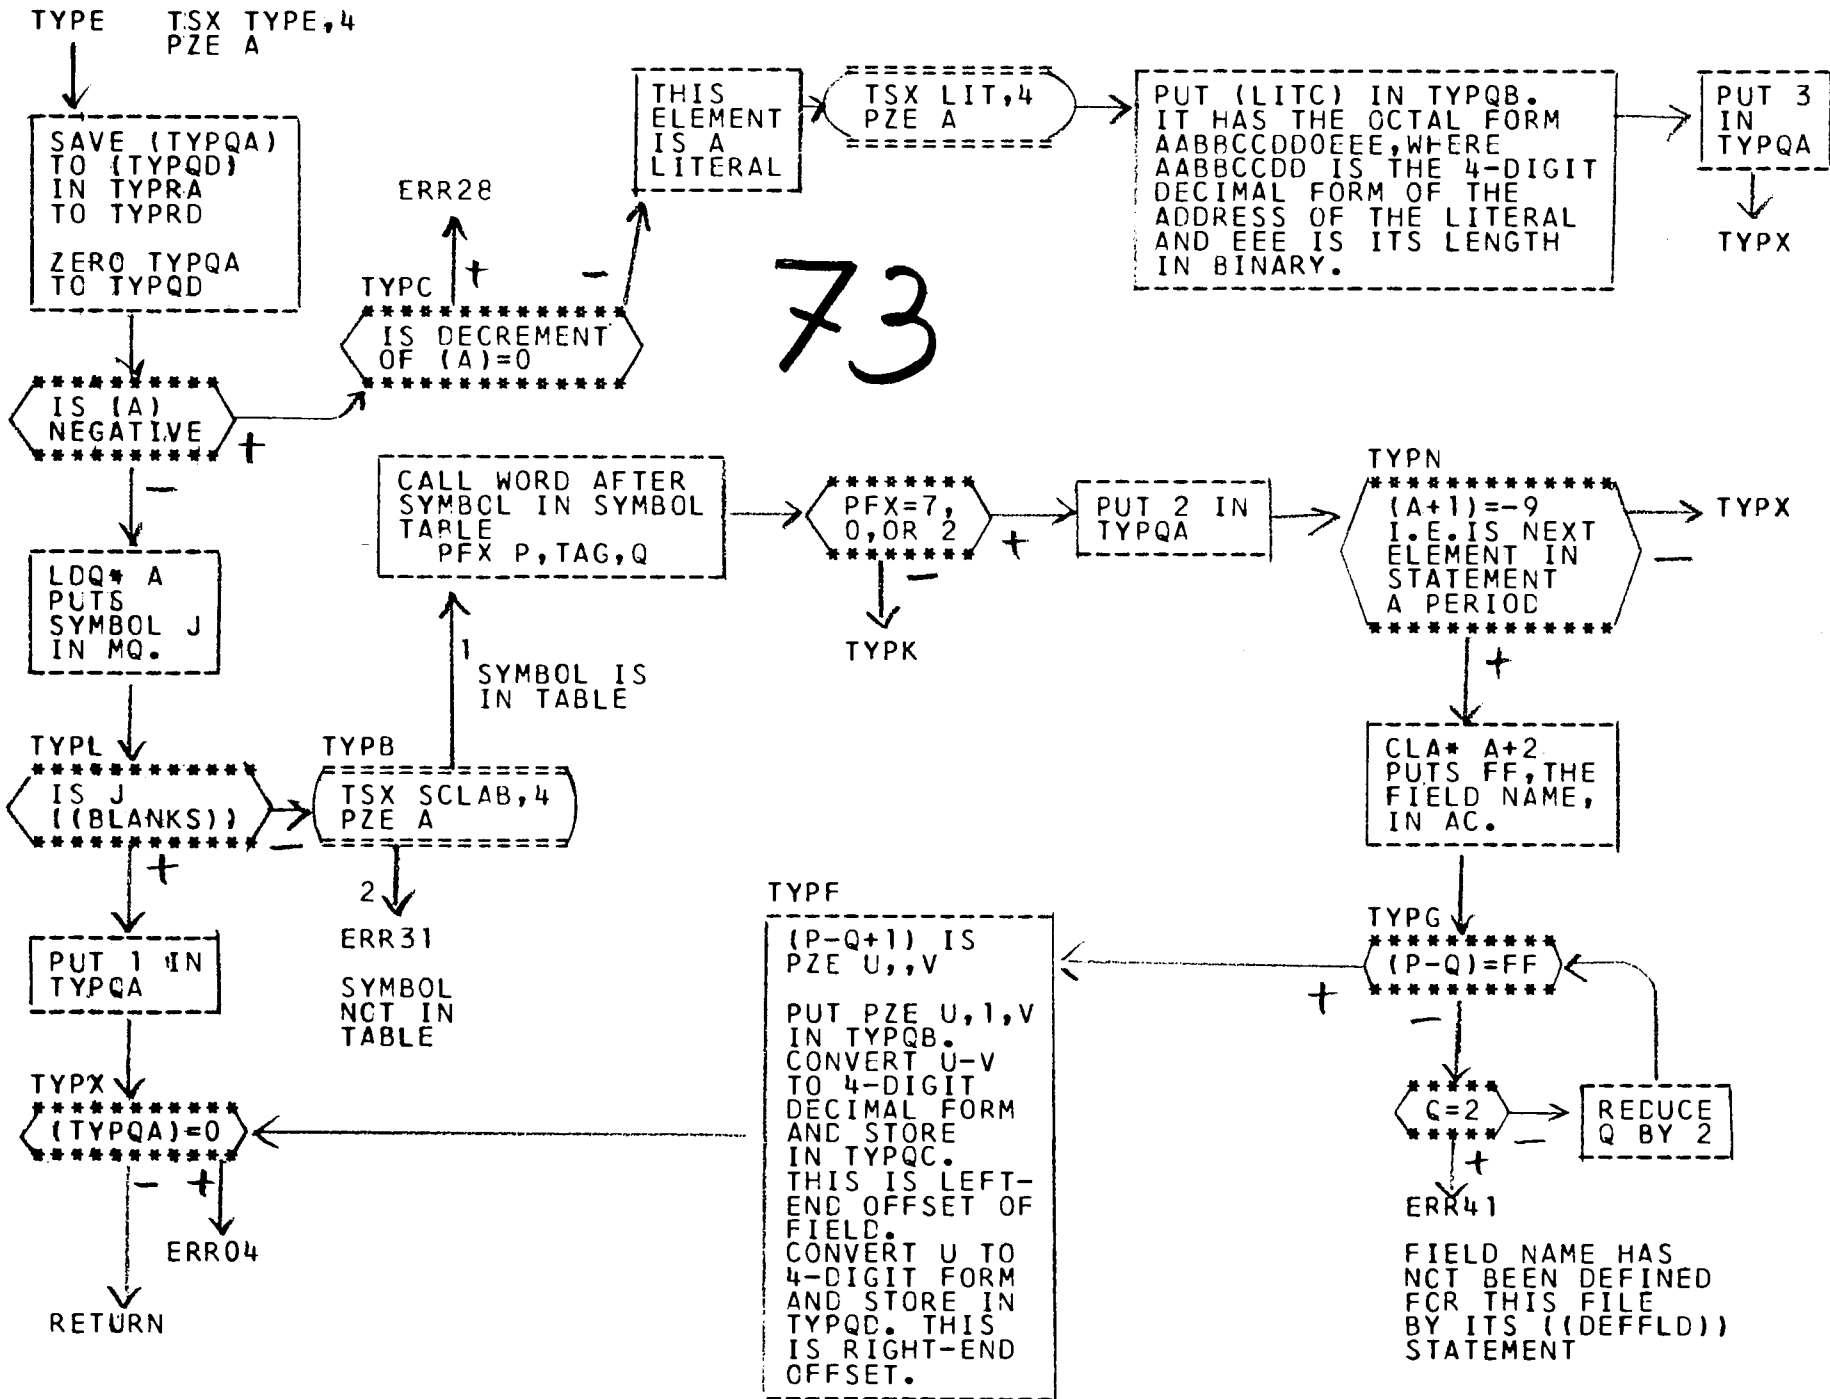 TYPE
TSX TYPE,4
PZE A
SAVE (TYPQA)
TO (TYPQD)
IN TYPRA
TO TYPRD
ZERO TYPQA
TO TYPQD
IS (A)
NEGATIVE
+
-
ERR28
+
-
TYPC
IS DECREMENT
OF (A)=0
THIS
ELEMENT
IS A
LITERAL
TSX LIT,4
PZE A
PUT (LITC) IN TYPQB.
IT HAS THE OCTAL FORM
AABBCCDDOEEE,WHERE
AABBCCDD IS THE 4-DIGIT
DECIMAL FORM OF THE
ADDRESS OF THE LITERAL
AND EEE IS ITS LENGTH
IN BINARY.
PUT 3
IN
TYPQA
TYPX
73
LDQ* A
PUTS
SYMBOL J
IN MQ.
CALL WORD AFTER
SYMBCL IN SYMBOL
TABLE
PFX P,TAG,Q
PFX=7,
0,OR 2
+
-
TYPK
PUT 2 IN
TYPQA
TYPN
(A+1)=-9
I.E.IS NEXT
ELEMENT IN
STATEMENT
A PERIOD
TYPX
-
+
1
SYMBOL IS
IN TABLE
TYPL
IS J
((BLANKS))
-
+
TYPB
TSX SCLAB,4
PZE A
2
ERR31
SYMBOL
NCT IN
TABLE
CLA* A+2
PUTS FF,THE
FIELD NAME,
IN AC.
PUT 1 IN
TYPQA
TYPX
(TYPQA)=0
-
+
ERR04
RETURN
TYPF
(P-Q+1) IS
PZE U,,V
PUT PZE U,1,V
IN TYPQB.
CONVERT U-V
TO 4-DIGIT
DECIMAL FORM
AND STORE
IN TYPQC.
THIS IS LEFT-
END OFFSET OF
FIELD.
CONVERT U TO
4-DIGIT FORM
AND STORE IN
TYPQD. THIS
IS RIGHT-END
OFFSET.
TYPG
(P-Q)=FF
+
-
Q=2
-
+
REDUCE
Q BY 2
ERR41
FIELD NAME HAS
NCT BEEN DEFINED
FCR THIS FILE
BY ITS ((DEFFLD))
STATEMENT